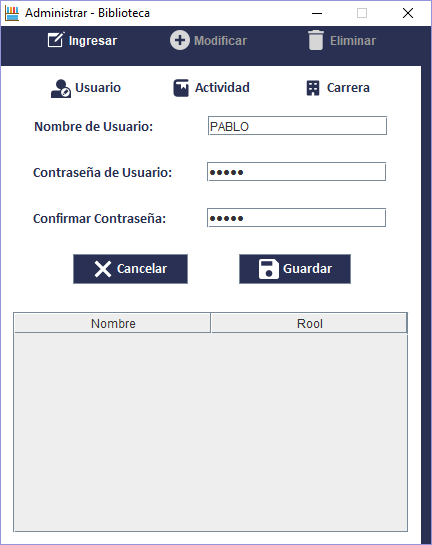 Administrar - Biblioteca
Ingresar Modificar Eliminar
Usuario Actividad Carrera
Nombre de Usuario: PABLO
Contraseña de Usuario: •••••
Confirmar Contraseña: •••••
Cancelar Guardar
Nombre Rool